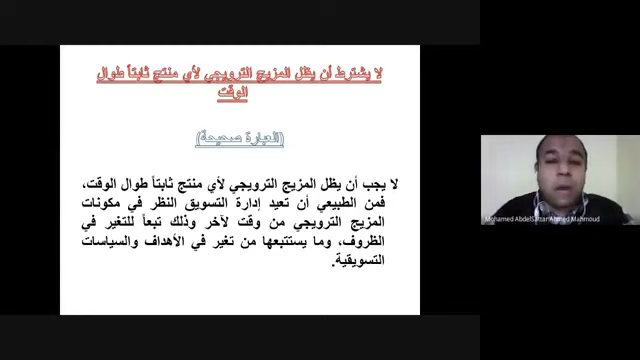 لا يشترط أن يظل المزيج الترويجي لأي منتج ثابتاً طوال
الوقت
(العبارة صحيحة)
لا يجب أن يظل المزيج الترويجي لأي منتج ثابتاً طوال الوقت،
فمن الطبيعي أن تعيد إدارة التسويق النظر في مكونات
المزيج الترويجي من وقت لآخر وذلك تبعاً للتغير في
الظروف، وما يستتبعها من تغير في الأهداف والسياسات
التسويقية.
Mohamed AbdelSattar Ahmed Mahmoud